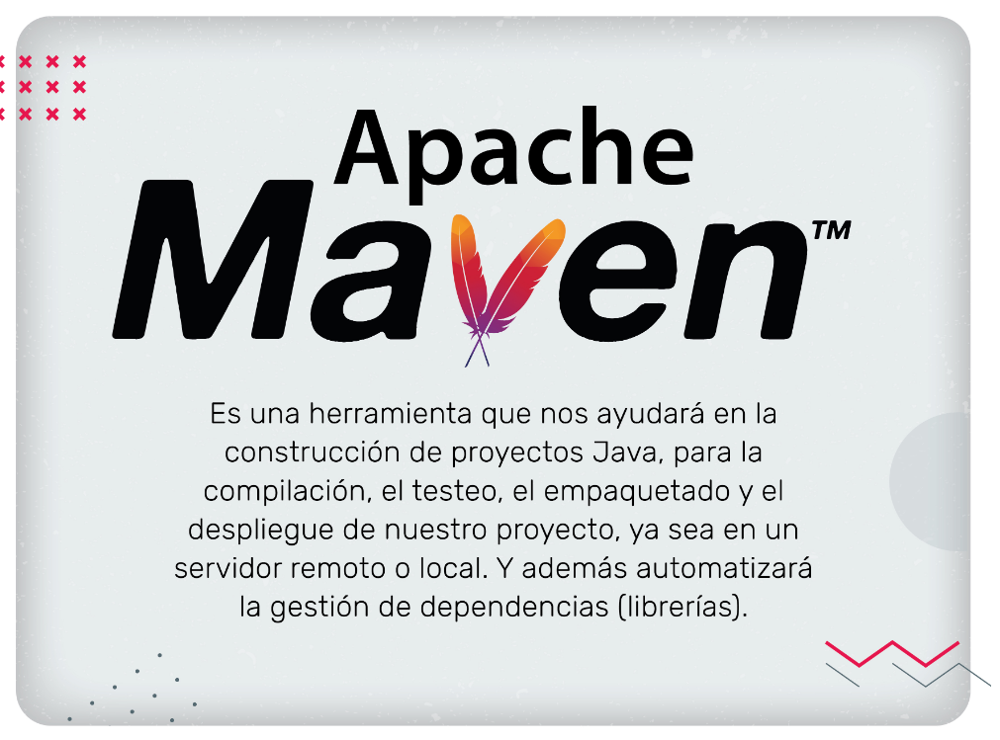 Apache
Maven™
Es una herramienta que nos ayudará en la
construcción de proyectos Java, para la
compilación, el testeo, el empaquetado y el
despliegue de nuestro proyecto, ya sea en un
servidor remoto o local. Y además automatizará
la gestión de dependencias (librerías).